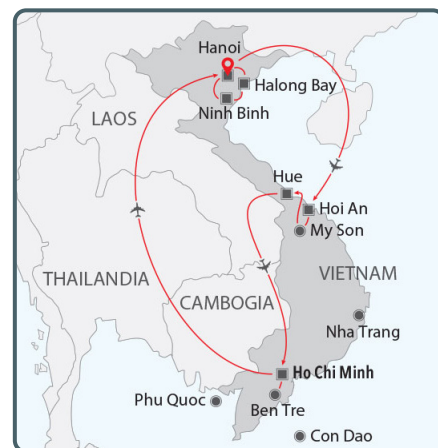 Hanoi
Halong Bay
LAOS
Ninh Binh
Hue
Hoi An
My Son
THAILANDIA
VIETNAM
CAMBOGIA
Nha Trang
Ho Chi Minh
Phu Quoc
Ben Tre
Con Dao